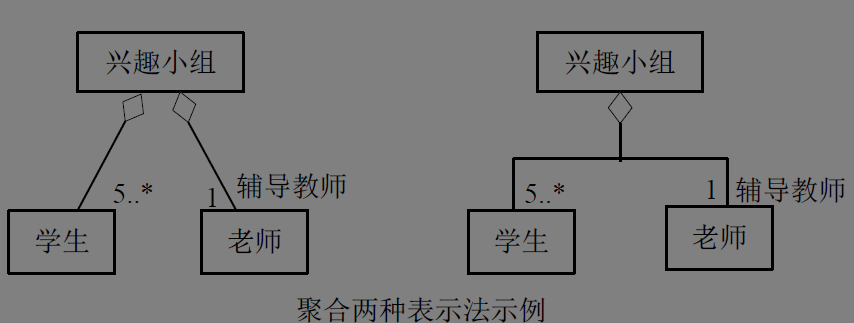 兴趣小组
5..*
1
辅导教师
学生
老师
兴趣小组
5..*
1
辅导教师
学生
老师
聚合两种表示法示例